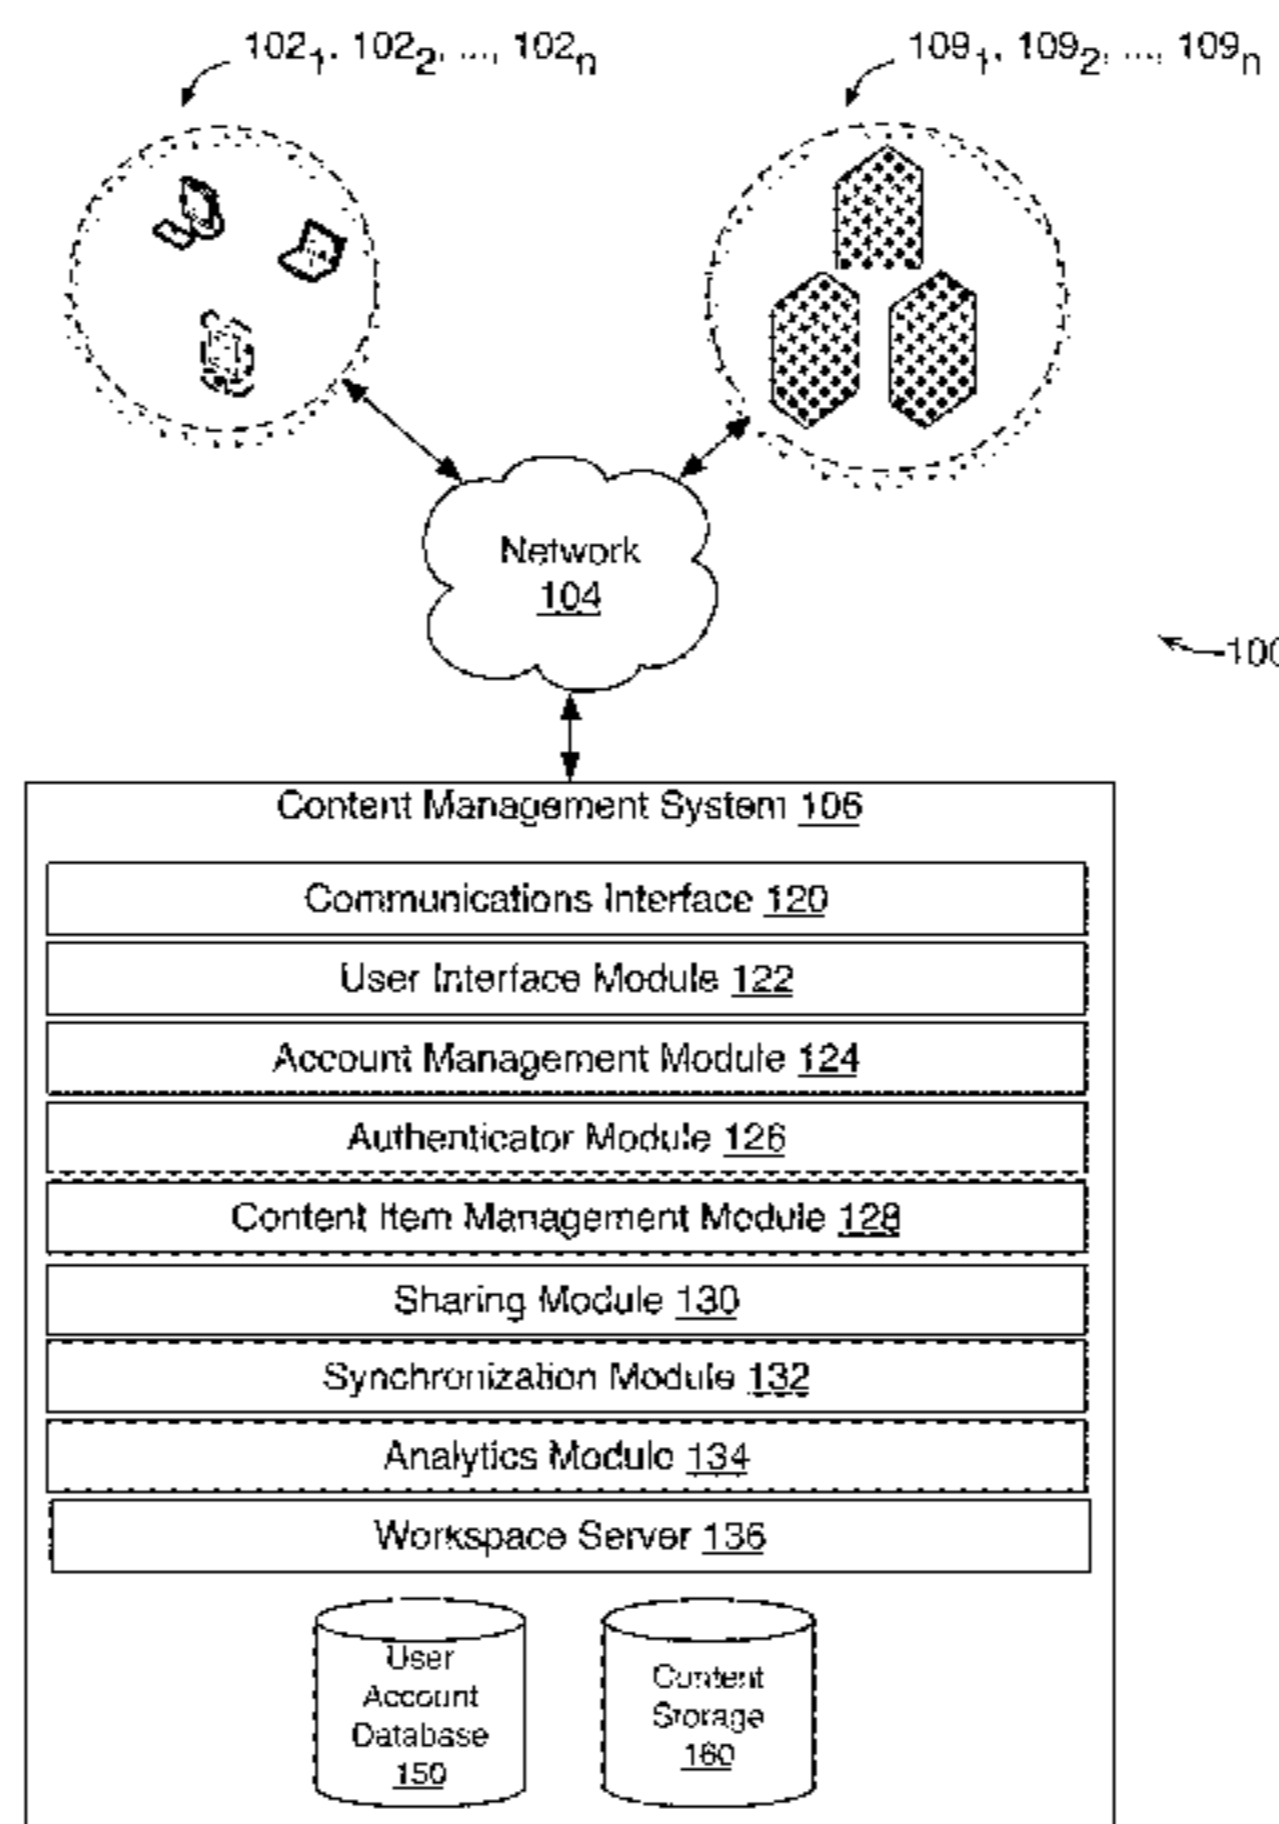 102₁, 102₂, ..., 102ₙ
109₁, 109₂, ..., 109ₙ
Network
104
100
Content Management System 106
Communications Interface 120
User Interface Module 122
Account Management Module 124
Authenticator Module 126
Content Item Management Module 128
Sharing Module 130
Synchronization Module 132
Analytics Module 134
Workspace Server 136
User
Account
Database
150
Content
Storage
160